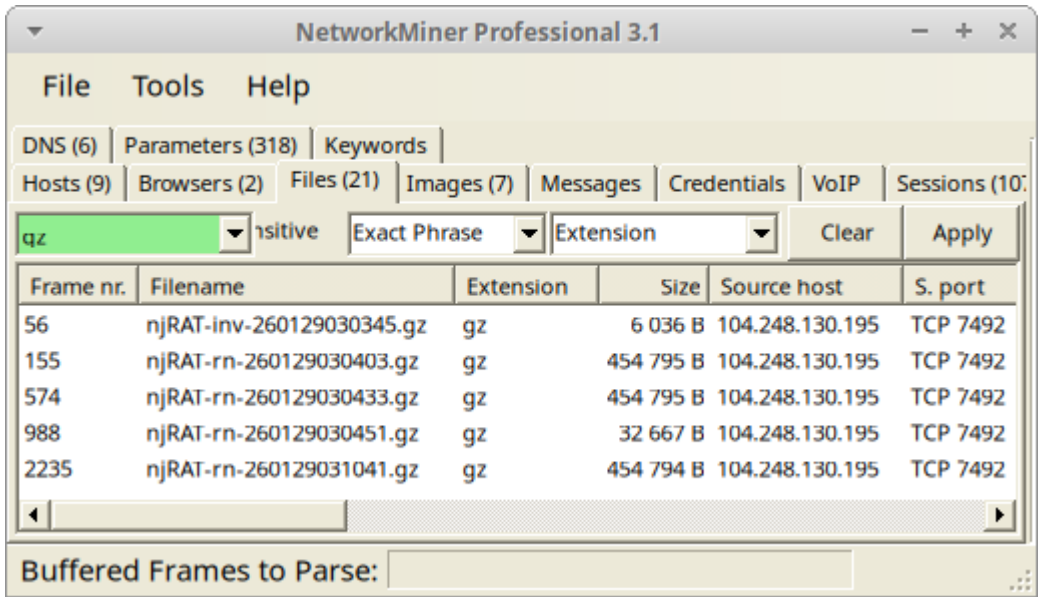 NetworkMiner Professional 3.1
File Tools Help
DNS (6) Parameters (318) Keywords
Hosts (9) Browsers (2) Files (21) Images (7) Messages Credentials VoIP Sessions (107
gz nsitive Exact Phrase Extension Clear Apply
Frame nr. Filename Extension Size Source host S. port
56 njRAT-inv-260129030345.gz gz 6 036 B 104.248.130.195 TCP 7492
155 njRAT-rn-260129030403.gz gz 454 795 B 104.248.130.195 TCP 7492
574 njRAT-rn-260129030433.gz gz 454 795 B 104.248.130.195 TCP 7492
988 njRAT-rn-260129030451.gz gz 32 667 B 104.248.130.195 TCP 7492
2235 njRAT-rn-260129031041.gz gz 454 794 B 104.248.130.195 TCP 7492
Buffered Frames to Parse: